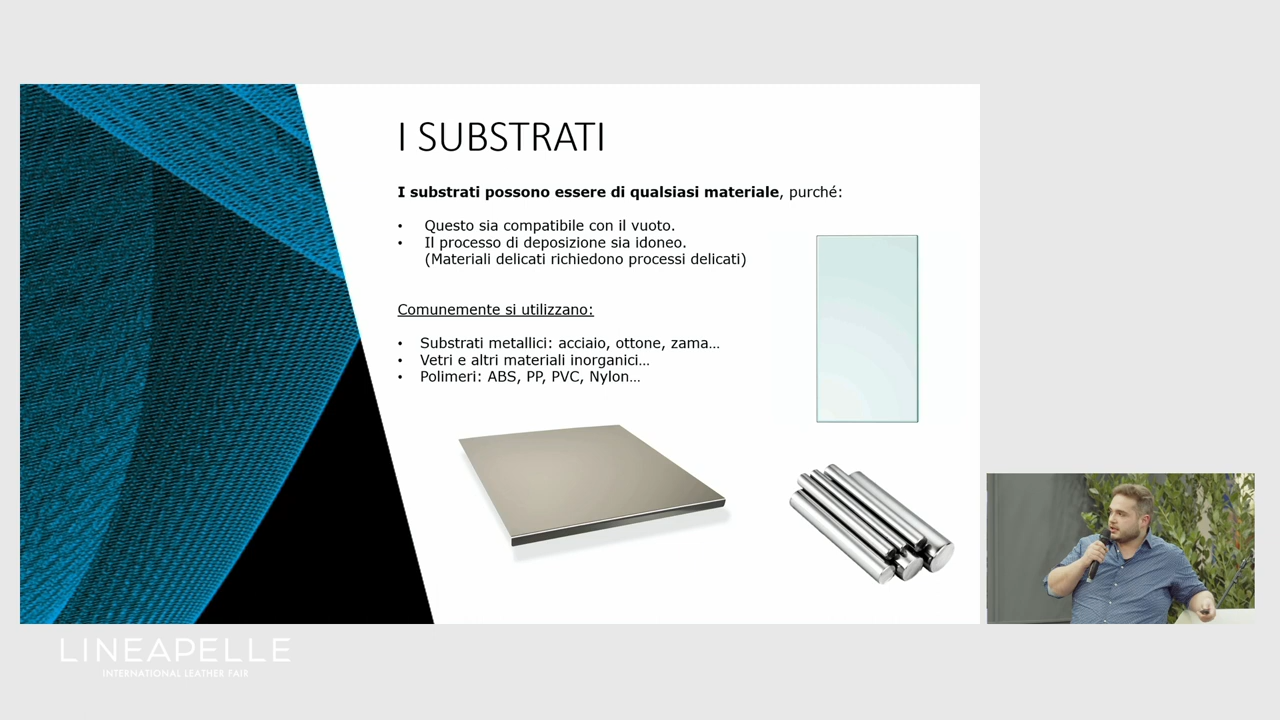 I SUBSTRATI
I substrati possono essere di qualsiasi materiale, purché:
• Questo sia compatibile con il vuoto.
• Il processo di deposizione sia idoneo.
(Materiali delicati richiedono processi delicati)
Comunemente si utilizzano:
• Substrati metallici: acciaio, ottone, zama…
• Vetri e altri materiali inorganici…
• Polimeri: ABS, PP, PVC, Nylon…
LINEAPELLE
INTERNATIONAL LEATHER FAIR